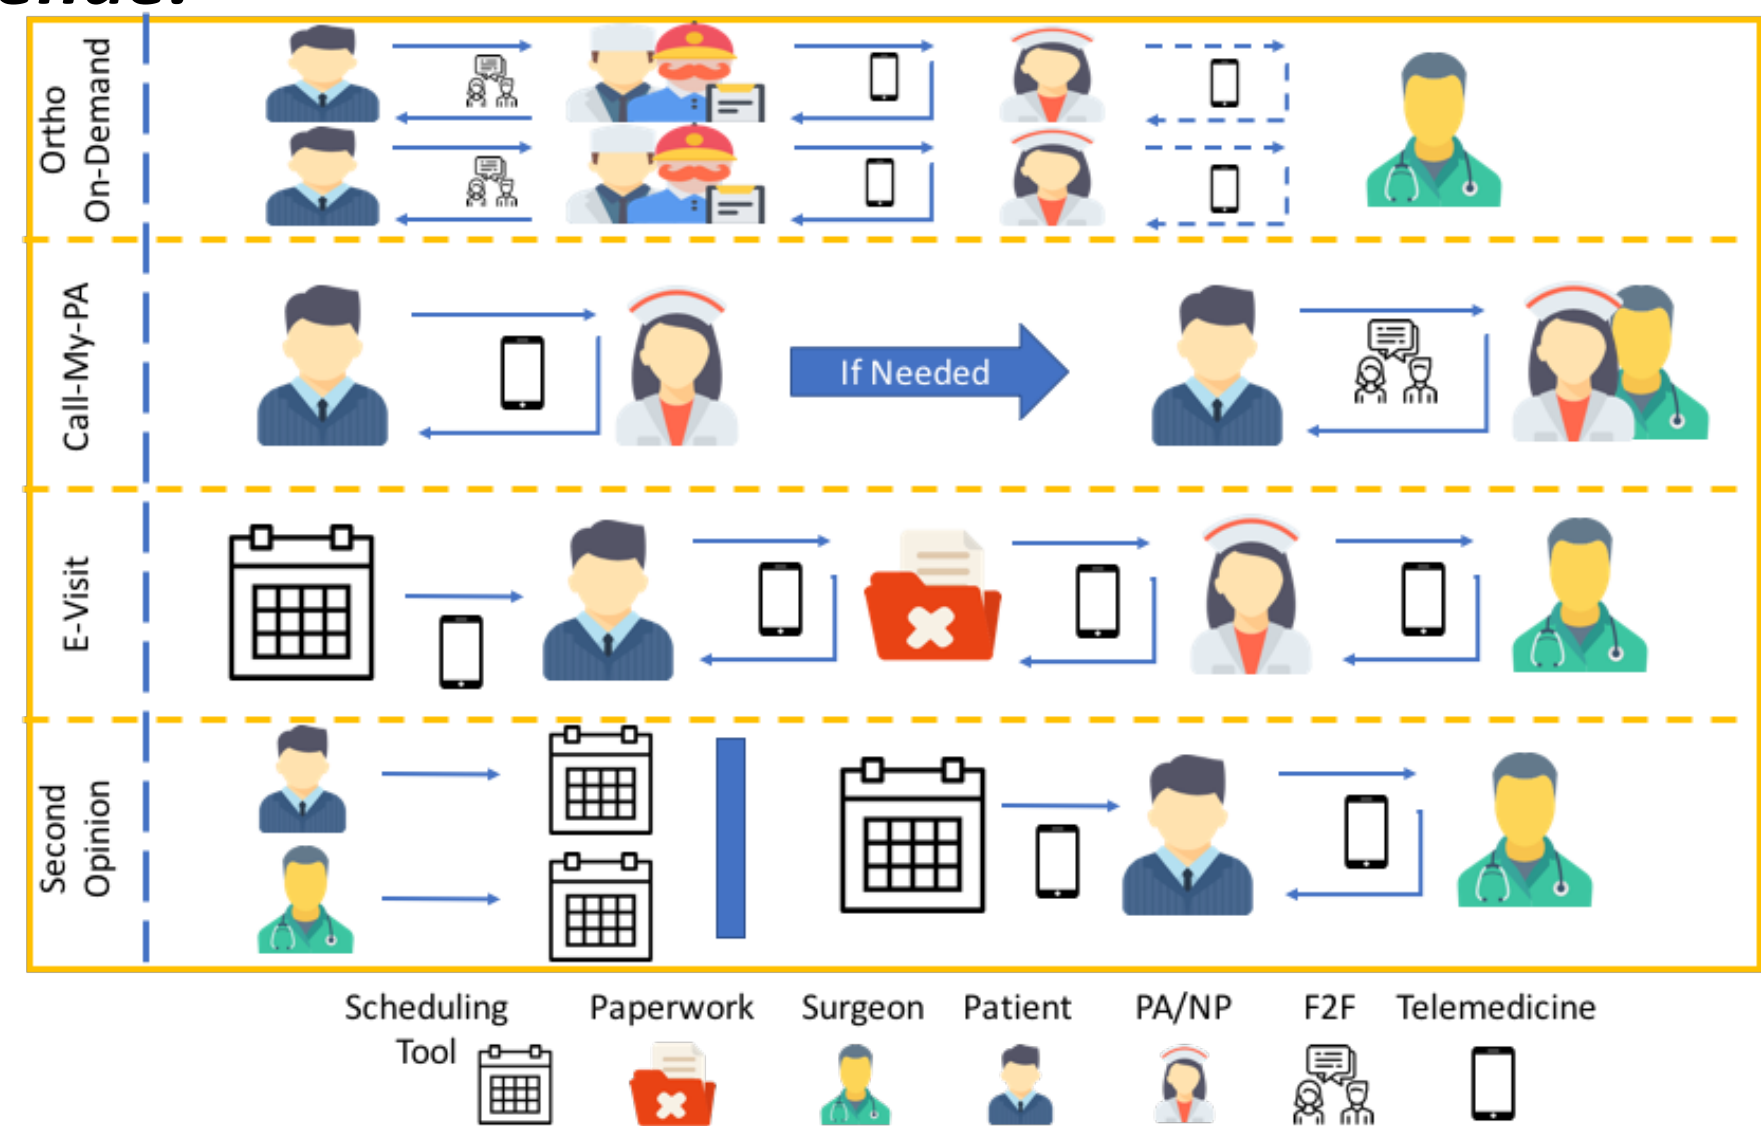 Ortho
On-Demand
Call-My-PA
If Needed
E-Visit
Second
Opinion
Scheduling
Tool
Paperwork
Surgeon
Patient
PA/NP
F2F
Telemedicine